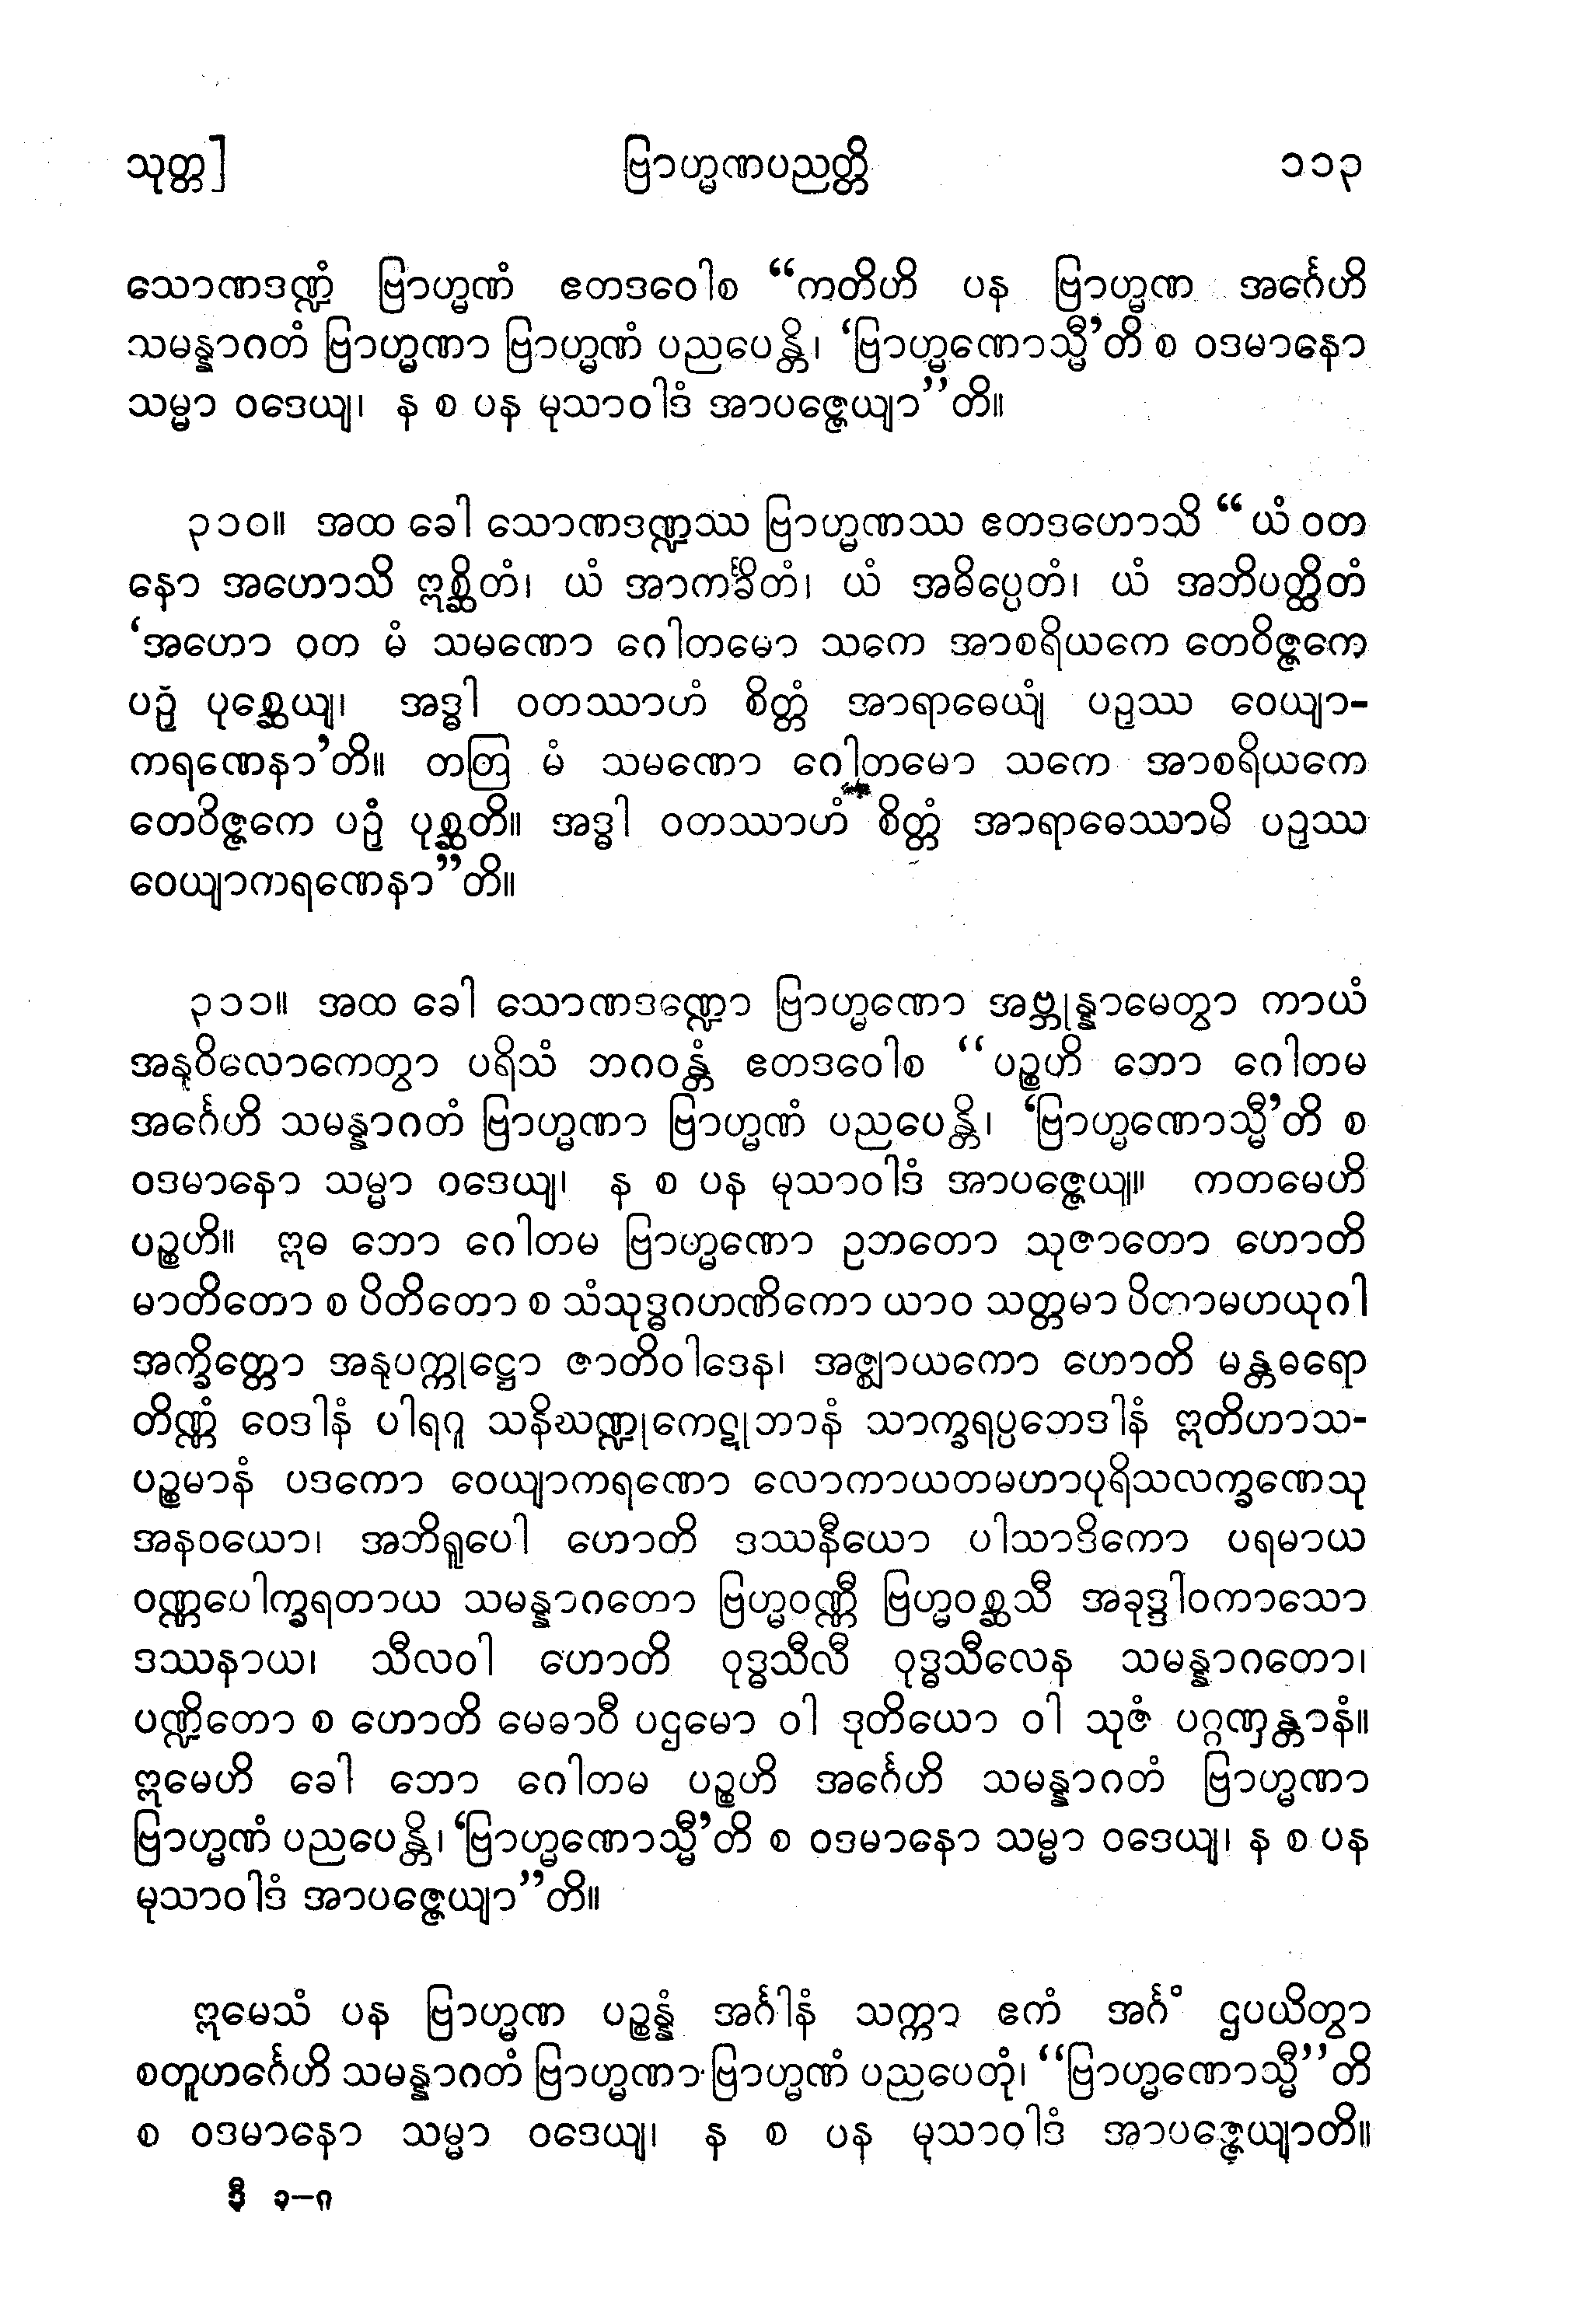 သုတ္တ] ဗြာဟ္မဏပညတ္တိ ၁၁၃
သောဏဒဏ္ဍံ ဗြာဟ္မဏံ ဧတဒဝေါစ “ကတိဟိ ပန ဗြာဟ္မဏ အင်္ဂေဟိ
သမန္နာဂတံ ဗြာဟ္မဏာ ဗြာဟ္မဏံ ပညပေန္တိ၊ ‘ဗြာဟ္မဏောသ္မီ’တိ စ ဝဒမာနော
သမ္မာ ဝဒေယျ၊ န စ ပန မုသာဝါဒံ အာပဇ္ဇေယျာ”တိ။
၃၁၀။ အထ ခေါ သောဏဒဏ္ဍဿ ဗြာဟ္မဏဿ ဧတဒဟောသိ “ယံ ဝတ
နော အဟောသိ ဣစ္ဆိတံ၊ ယံ အာကင်္ခိတံ၊ ယံ အဓိပ္ပေတံ၊ ယံ အဘိပတ္ထိတံ
‘အဟော ဝတ မံ သမဏော ဂေါတမော သကေ အာစရိယကေ တေဝိဇ္ဇကေ
ပဉှံ ပုစ္ဆေယျ၊ အဒ္ဓါ ဝတဿာဟံ စိတ္တံ အာရာဓေယျံ ပဉှဿ ဝေယျာ-
ကရဏေနာ’တိ။ တတြ မံ သမဏော ဂေါတမော သကေ အာစရိယကေ
တေဝိဇ္ဇကေ ပဉှံ ပုစ္ဆတိ။ အဒ္ဓါ ဝတဿာဟံ စိတ္တံ အာရာဓေဿာမိ ပဉှဿ
ဝေယျာကရဏေနာ”တိ။
၃၁၁။ အထ ခေါ သောဏဒဏ္ဍော ဗြာဟ္မဏော အဗ္ဘုန္နာမေတွာ ကာယံ
အနုဝိလောကေတွာ ပရိသံ ဘဂဝန္တံ ဧတဒဝေါစ “ပဉ္စဟိ ဘော ဂေါတမ
အင်္ဂေဟိ သမန္နာဂတံ ဗြာဟ္မဏာ ဗြာဟ္မဏံ ပညပေန္တိ၊ ‘ဗြာဟ္မဏောသ္မီ’တိ စ
ဝဒမာနော သမ္မာ ဝဒေယျ၊ န စ ပန မုသာဝါဒံ အာပဇ္ဇေယျ။ ကတမေဟိ
ပဉ္စဟိ။ ဣဓ ဘော ဂေါတမ ဗြာဟ္မဏော ဥဘတော သုဇာတော ဟောတိ
မာတိတော စ ပိတိတော စ သံသုဒ္ဓဂဟဏိကော ယာဝ သတ္တမာ ပိတာမဟယုဂါ
အက္ခိတ္တော အနုပက္ကုဋ္ဌော ဇာတိဝါဒေန၊ အဇ္ဈာယကော ဟောတိ မန္တဓရော
တိဏ္ဏံ ဝေဒါနံ ပါရဂူ သနိဃဏ္ဍုကေဋုဘာနံ သာက္ခရပ္ပဘေဒါနံ ဣတိဟာသ-
ပဉ္စမာနံ ပဒကော ဝေယျာကရဏော လောကာယတမဟာပုရိသလက္ခဏေသု
အနဝယော၊ အဘိရူပေါ ဟောတိ ဒဿနီယော ပါသာဒိကော ပရမာယ
ဝဏ္ဏပေါက္ခရတာယ သမန္နာဂတော ဗြဟ္မဝဏ္ဏီ ဗြဟ္မဝစ္ဆသီ အခုဒ္ဒါဝကာသော
ဒဿနာယ၊ သီလဝါ ဟောတိ ဝုဒ္ဓသီလီ ဝုဒ္ဓသီလေန သမန္နာဂတော၊
ပဏ္ဍိတော စ ဟောတိ မေဓာဝီ ပဌမော ဝါ ဒုတိယော ဝါ သုဇံ ပဂ္ဂဏှန္တာနံ။
ဣမေဟိ ခေါ ဘော ဂေါတမ ပဉ္စဟိ အင်္ဂေဟိ သမန္နာဂတံ ဗြာဟ္မဏာ
ဗြာဟ္မဏံ ပညပေန္တိ၊ ‘ဗြာဟ္မဏောသ္မီ’တိ စ ဝဒမာနော သမ္မာ ဝဒေယျ၊ န စ ပန
မုသာဝါဒံ အာပဇ္ဇေယျာ”တိ။
ဣမေသံ ပန ဗြာဟ္မဏ ပဉ္စန္နံ အင်္ဂါနံ သက္ကာ ဧကံ အင်္ဂံ ဌပယိတွာ
စတူဟင်္ဂေဟိ သမန္နာဂတံ ဗြာဟ္မဏာ ဗြာဟ္မဏံ ပညပေတုံ၊ “ဗြာဟ္မဏောသ္မီ”တိ
စ ဝဒမာနော သမ္မာ ဝဒေယျ၊ န စ ပန မုသာဝါဒံ အာပဇ္ဇေယျာတိ။
ဒီ ၁–ဂ